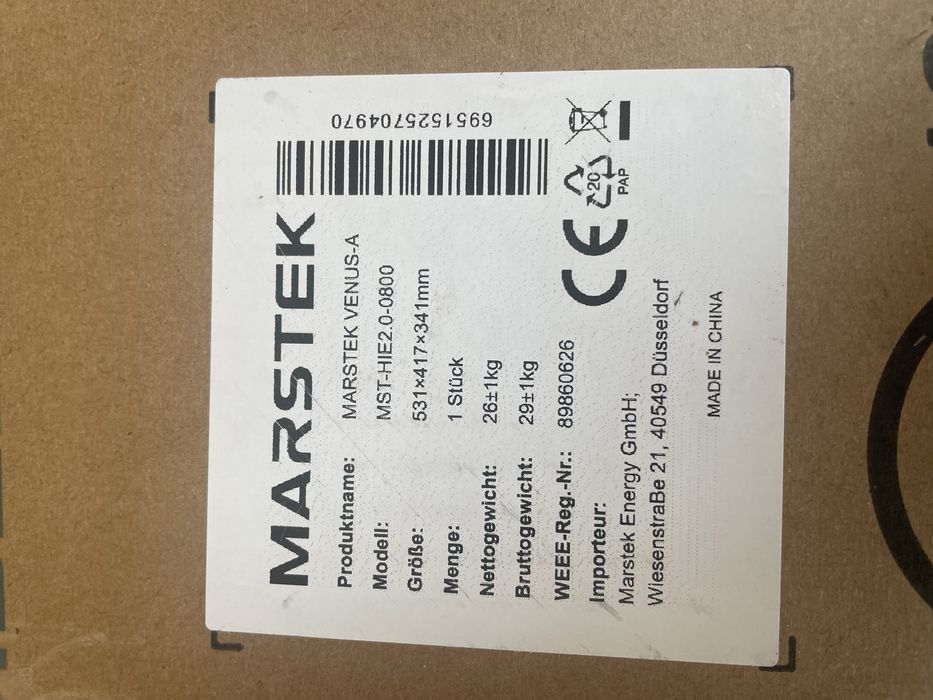 MARSTEK
6951525704970
Produktname: MARSTEK VENUS-A
Modell: MST-HIE2.0-0800
Größe: 531×417×341mm
Menge: 1 Stück
Nettogewicht: 26±1kg
Bruttogewicht: 29±1kg
WEEE-Reg.-Nr.: 89860626
Importeur:
Marstek Energy GmbH;
WiesenstraBe 21, 40549 Düsseldorf
CE
20
PAP
MADE IN CHINA